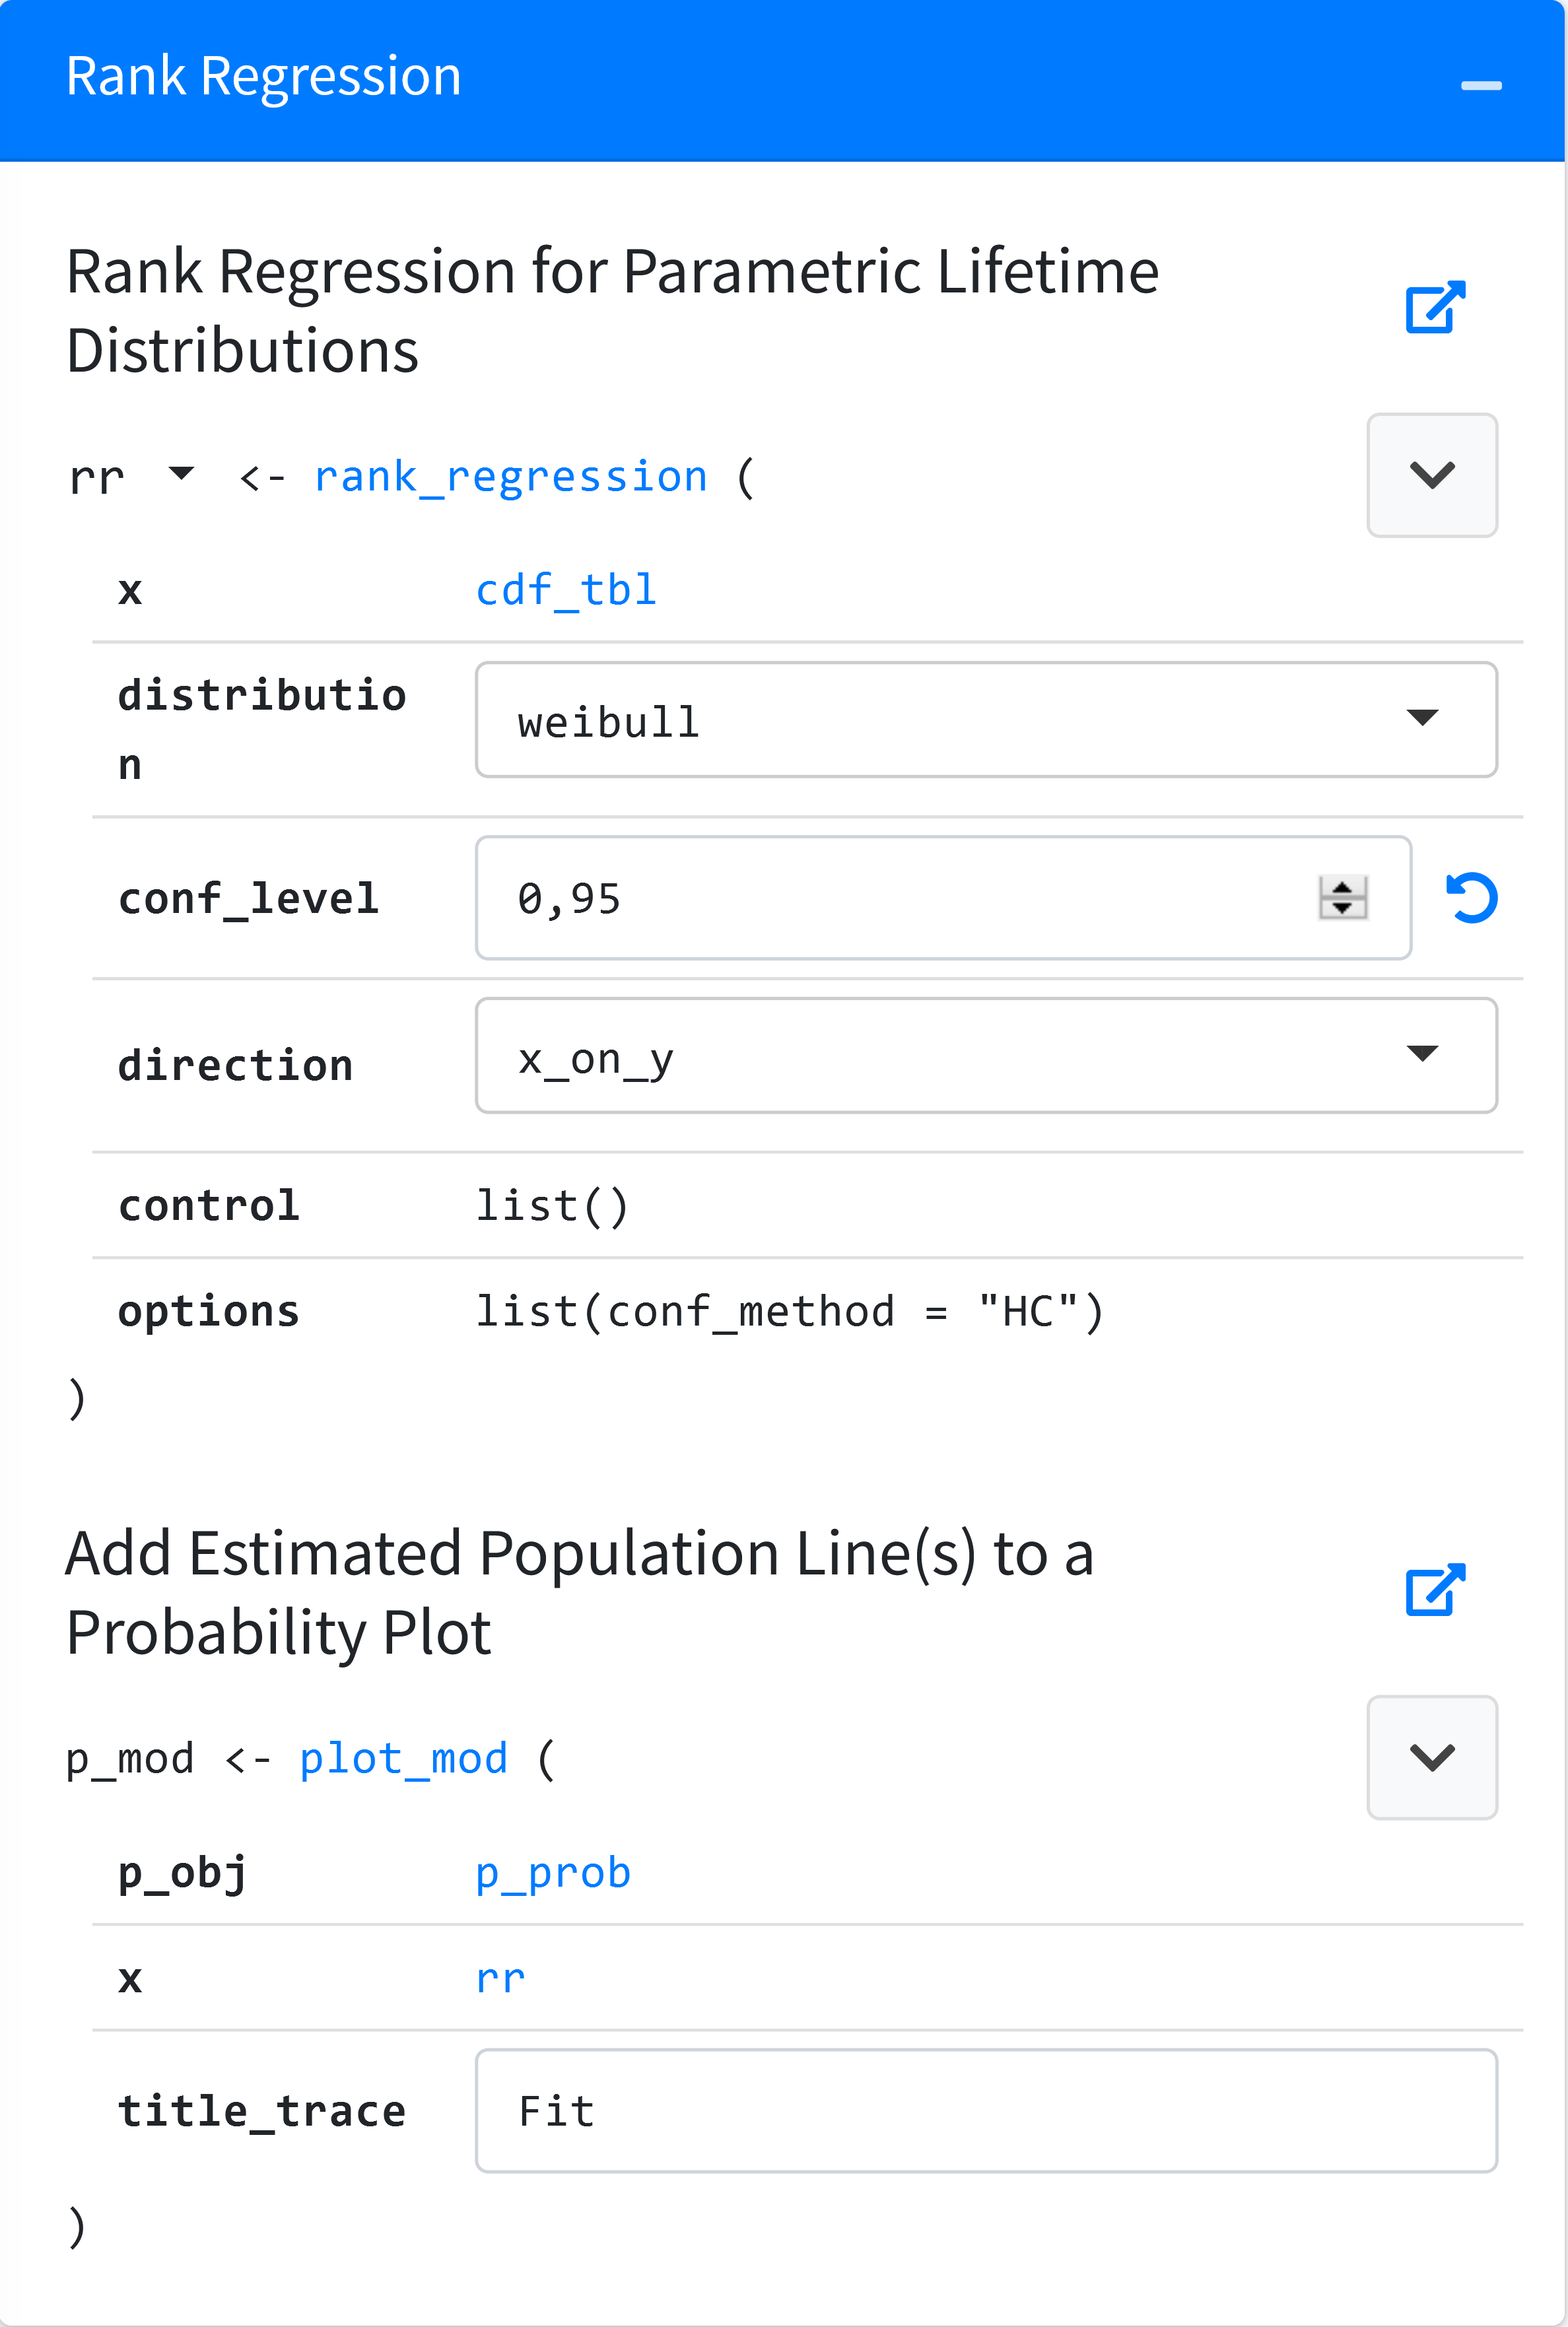 Rank Regression
Rank Regression for Parametric Lifetime
Distributions
rr <- rank_regression (
x cdf_tbl
distributio
n weibull
conf_level 0,95
direction x_on_y
control list()
options list(conf_method = "HC")
)
Add Estimated Population Line(s) to a
Probability Plot
p_mod <- plot_mod (
p_obj p_prob
x rr
title_trace Fit
)